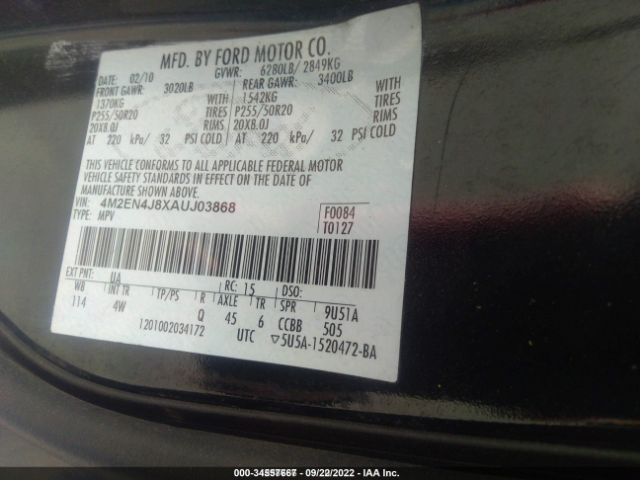 MFD. BY FORD MOTOR CO.
DATE: 02/10 GVWR: 6280LB/ 2849KG
FRONT GAWR: 3020LB REAR GAWR: 3400LB
1370KG WITH 1542KG WITH
P255/50R20 TIRES P255/50R20 TIRES
20X8.0J RIMS 20X8.0J RIMS
AT 220 kPa/ 32 PSI COLD AT 220 kPa/ 32 PSI COLD
THIS VEHICLE CONFORMS TO ALL APPLICABLE FEDERAL MOTOR
VEHICLE SAFETY STANDARDS IN EFFECT ON THE DATE OF
MANUFACTURE SHOWN ABOVE.
VIN: 4M2EN4J8XAUJ03868 F0084
TYPE: MPV T0127
EXT PNT: UA RC: 15 DSO:
WB INT TR TP/PS R AXLE TR SPR 9U51A
114 4W Q 45 6 CCBB 505
1201002034172 UTC ▽5U5A-1520472-BA
000-34557667 - 09/22/2022 - IAA Inc.